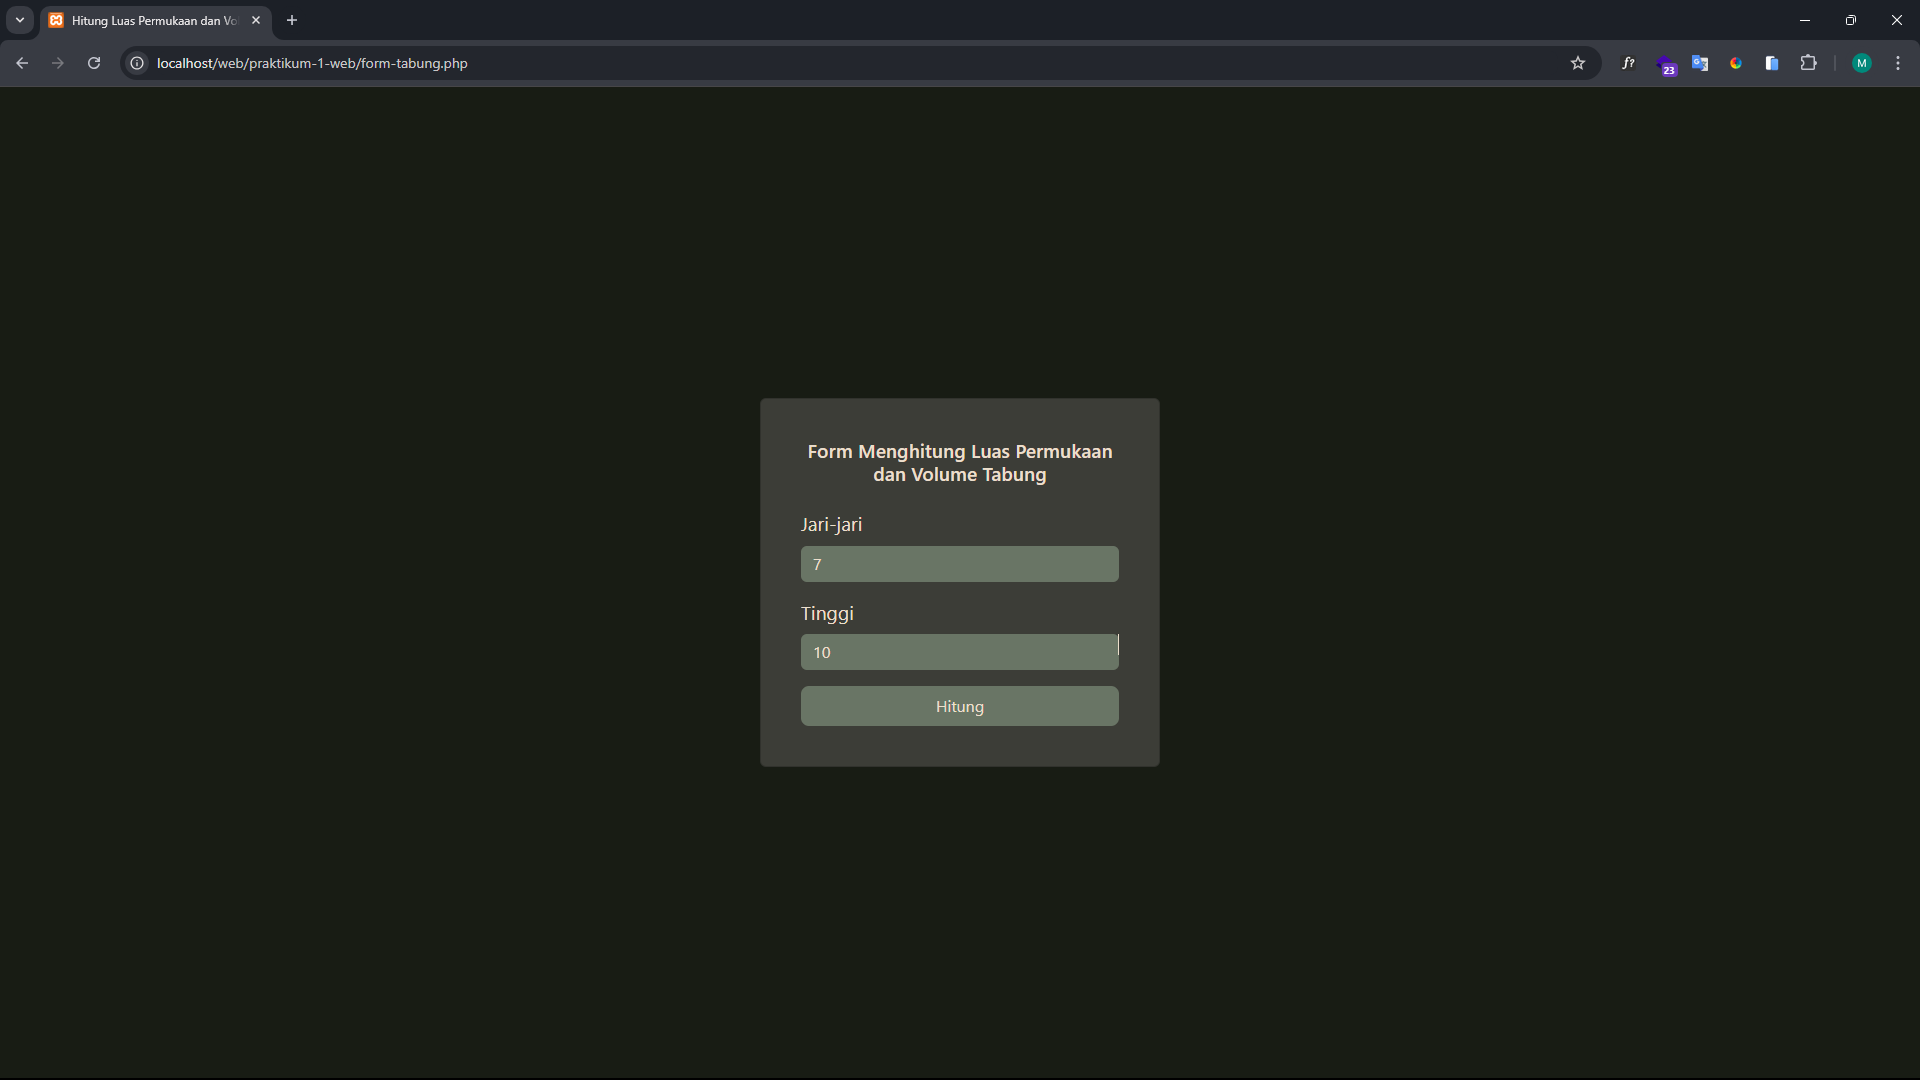 Hitung Luas Permukaan dan Vo
localhost/web/praktikum-1-web/form-tabung.php
f?
23
M
Form Menghitung Luas Permukaan
dan Volume Tabung
Jari-jari
7
Tinggi
10
Hitung